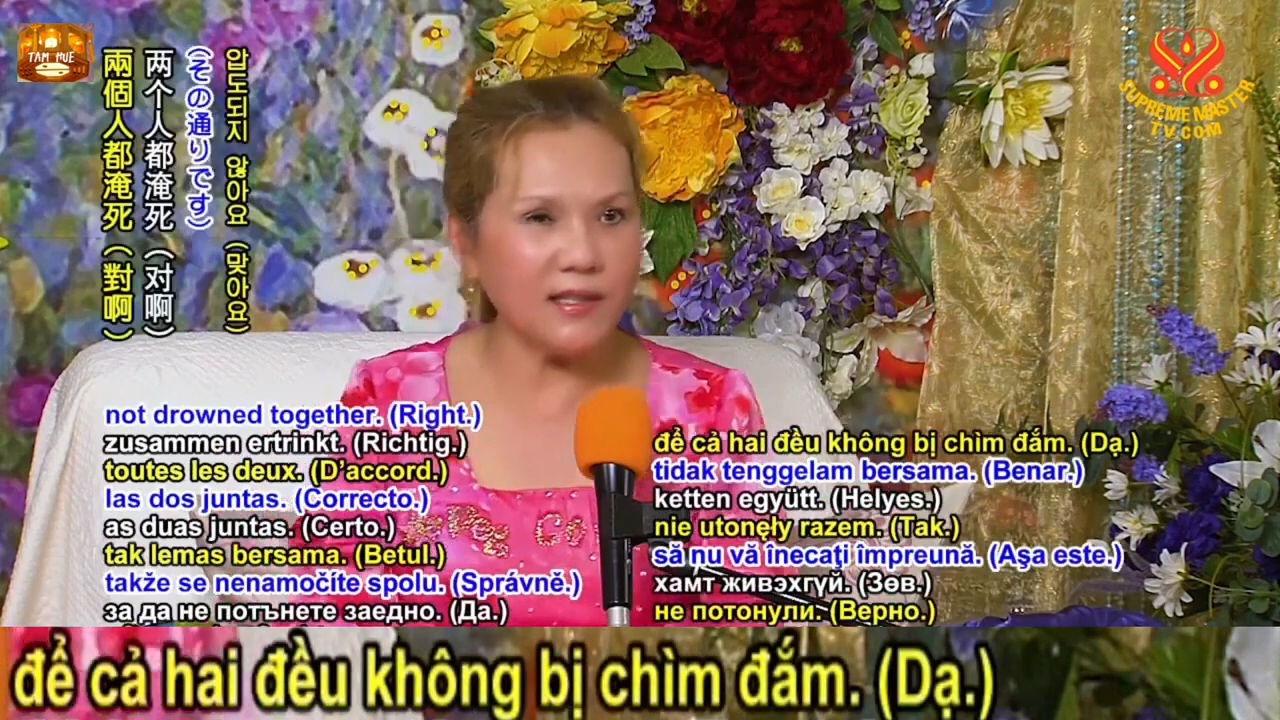 TAM HUE
SUPREME MASTER
TV.COM
압도되지 않아요 (맞아요)
(その通りです)
两个人都淹死 (对啊)
兩個人都淹死 (對啊)
not drowned together. (Right.)
zusammen ertrinkt. (Richtig.)
toutes les deux. (D’accord.)
las dos juntas. (Correcto.)
as duas juntas. (Certo.)
tak lemas bersama. (Betul.)
takže se nenamočíte spolu. (Správně.)
за да не потънете заедно. (Да.)
để cả hai đều không bị chìm đắm. (Dạ.)
tidak tenggelam bersama. (Benar.)
ketten együtt. (Helyes.)
nie utonęły razem. (Tak.)
să nu vă înecaţi împreună. (Aşa este.)
хамт живэхгүй. (Зөв.)
не потонули. (Верно.)
để cả hai đều không bị chìm đắm. (Dạ.)